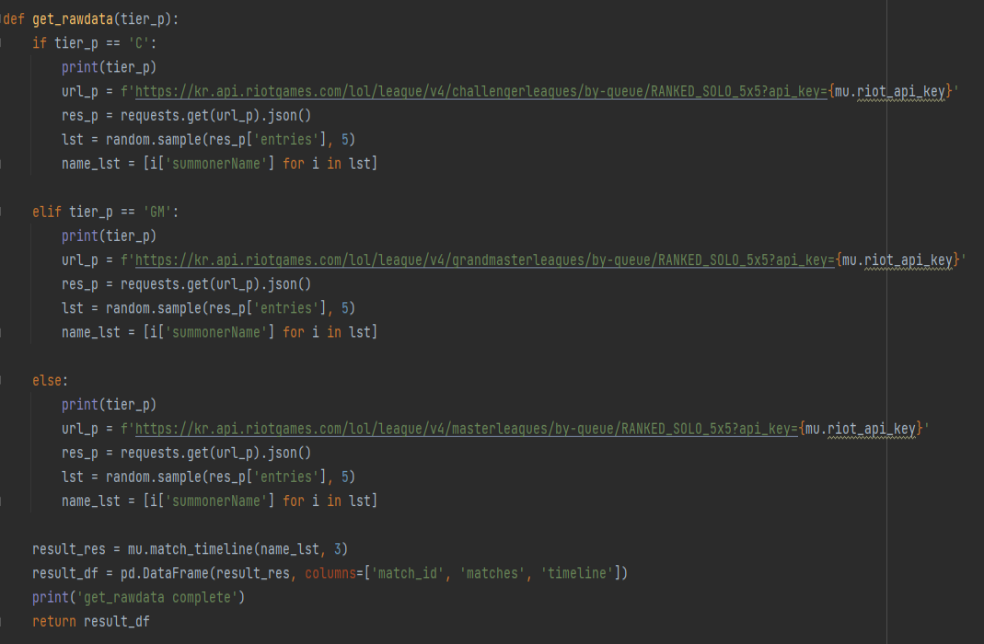 def get_rawdata(tier_p):
    if tier_p == 'C':
        print(tier_p)
        url_p = f'https://kr.api.riotgames.com/lol/league/v4/challengerleagues/by-queue/RANKED_SOLO_5x5?api_key={mu.riot_api_key}'
        res_p = requests.get(url_p).json()
        lst = random.sample(res_p['entries'], 5)
        name_lst = [i['summonerName'] for i in lst]
    elif tier_p == 'GM':
        print(tier_p)
        url_p = f'https://kr.api.riotgames.com/lol/league/v4/grandmasterleagues/by-queue/RANKED_SOLO_5x5?api_key={mu.riot_api_key}'
        res_p = requests.get(url_p).json()
        lst = random.sample(res_p['entries'], 5)
        name_lst = [i['summonerName'] for i in lst]
    else:
        print(tier_p)
        url_p = f'https://kr.api.riotgames.com/lol/league/v4/masterleagues/by-queue/RANKED_SOLO_5x5?api_key={mu.riot_api_key}'
        res_p = requests.get(url_p).json()
        lst = random.sample(res_p['entries'], 5)
        name_lst = [i['summonerName'] for i in lst]
    result_res = mu.match_timeline(name_lst, 3)
    result_df = pd.DataFrame(result_res, columns=['match_id', 'matches', 'timeline'])
    print('get_rawdata complete')
    return result_df